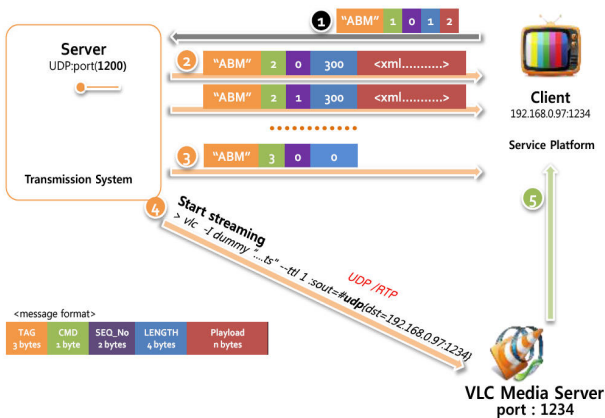 1
"ABM" 1 0 1 2
Server
UDP:port(1200)
2
"ABM" 2 0 300 <xml...........>
"ABM" 2 1 300 <xml...........>
Client
192.168.0.97:1234
Service Platform
3
"ABM" 3 0 0
Transmission System
4
Start streaming
> vlc -I dummy "....ts" --ttl 1 :sout=#udp(dst=192.168.0.97:1234)
UDP /RTP
5
<message format>
TAG CMD SEQ_No LENGTH Playload
3 bytes 1 byte 2 bytes 4 bytes n bytes
VLC Media Server
port : 1234